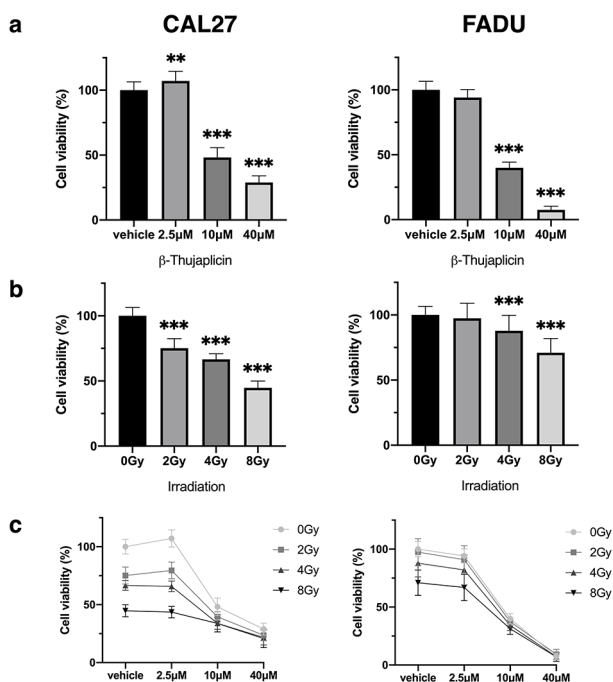 CAL27
FADU
a
Cell viability (%)
100
50
0
**
***
***
vehicle 2.5μM 10μM 40μM
β-Thujaplicin
Cell viability (%)
100
50
0
***
***
vehicle 2.5μM 10μM 40μM
β-Thujaplicin
b
Cell viability (%)
100
50
0
***
***
***
0Gy 2Gy 4Gy 8Gy
Irradiation
Cell viability (%)
100
50
0
***
***
0Gy 2Gy 4Gy 8Gy
Irradiation
c
Cell viability (%)
100
50
0
vehicle 2.5μM 10μM 40μM
0Gy
2Gy
4Gy
8Gy
Cell viability (%)
100
50
0
vehicle 2.5μM 10μM 40μM
0Gy
2Gy
4Gy
8Gy